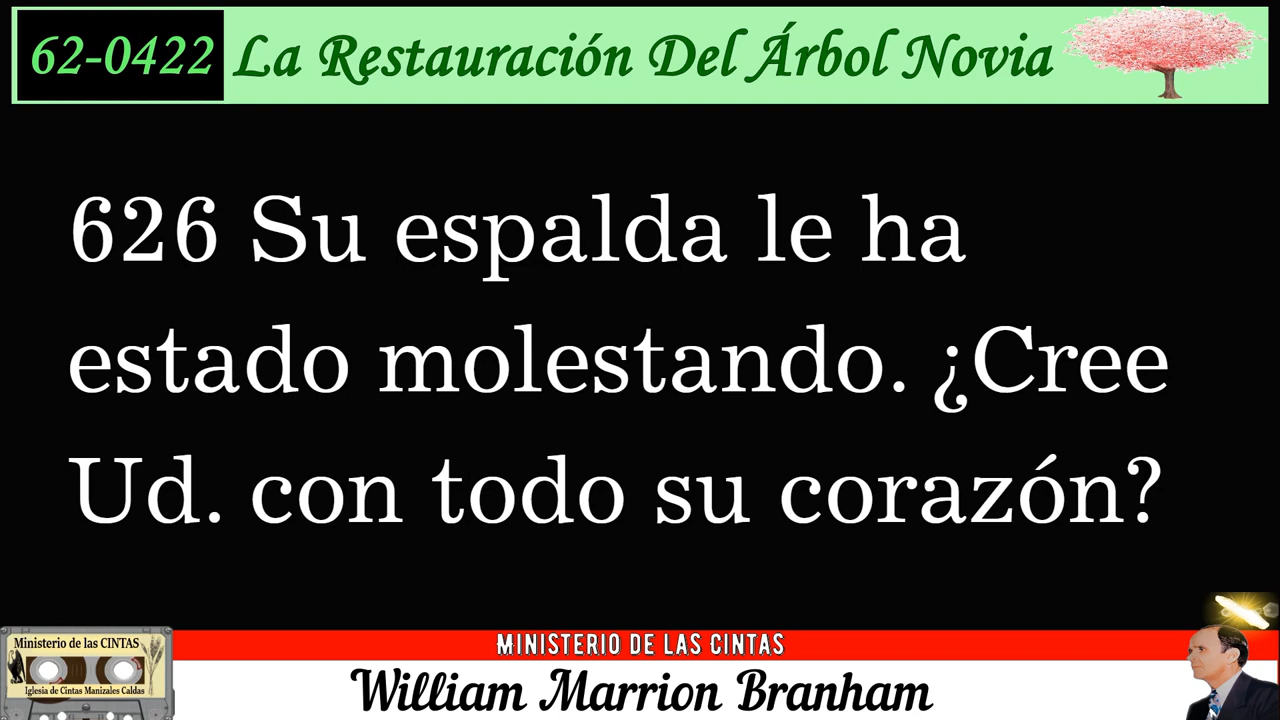 62-0422 La Restauración Del Árbol Novia
626 Su espalda le ha
estado molestando. ¿Cree
Ud. con todo su corazón?
MINISTERIO DE LAS CINTAS
Ministerio de las CINTAS
Iglesia de Cintas Manizales Caldas
William Marrion Branham